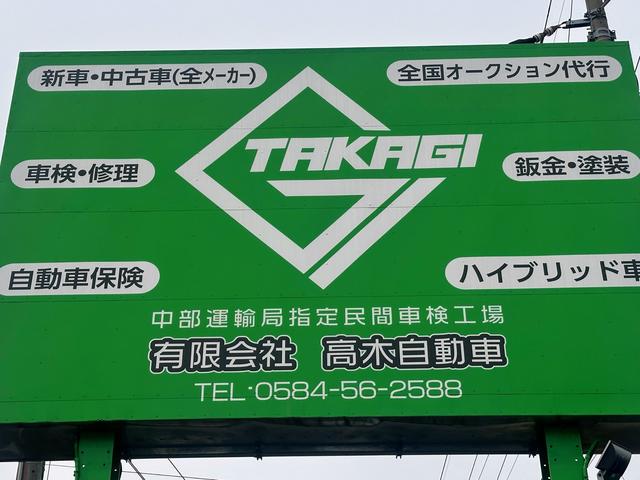 新車・中古車(全メーカー)
全国オークション代行
TAKAGI
車検・修理
鈑金・塗装
自動車保険
ハイブリッド車
中部運輸局指定民間車検工場
有限会社 高木自動車
TEL・0584-56-2588